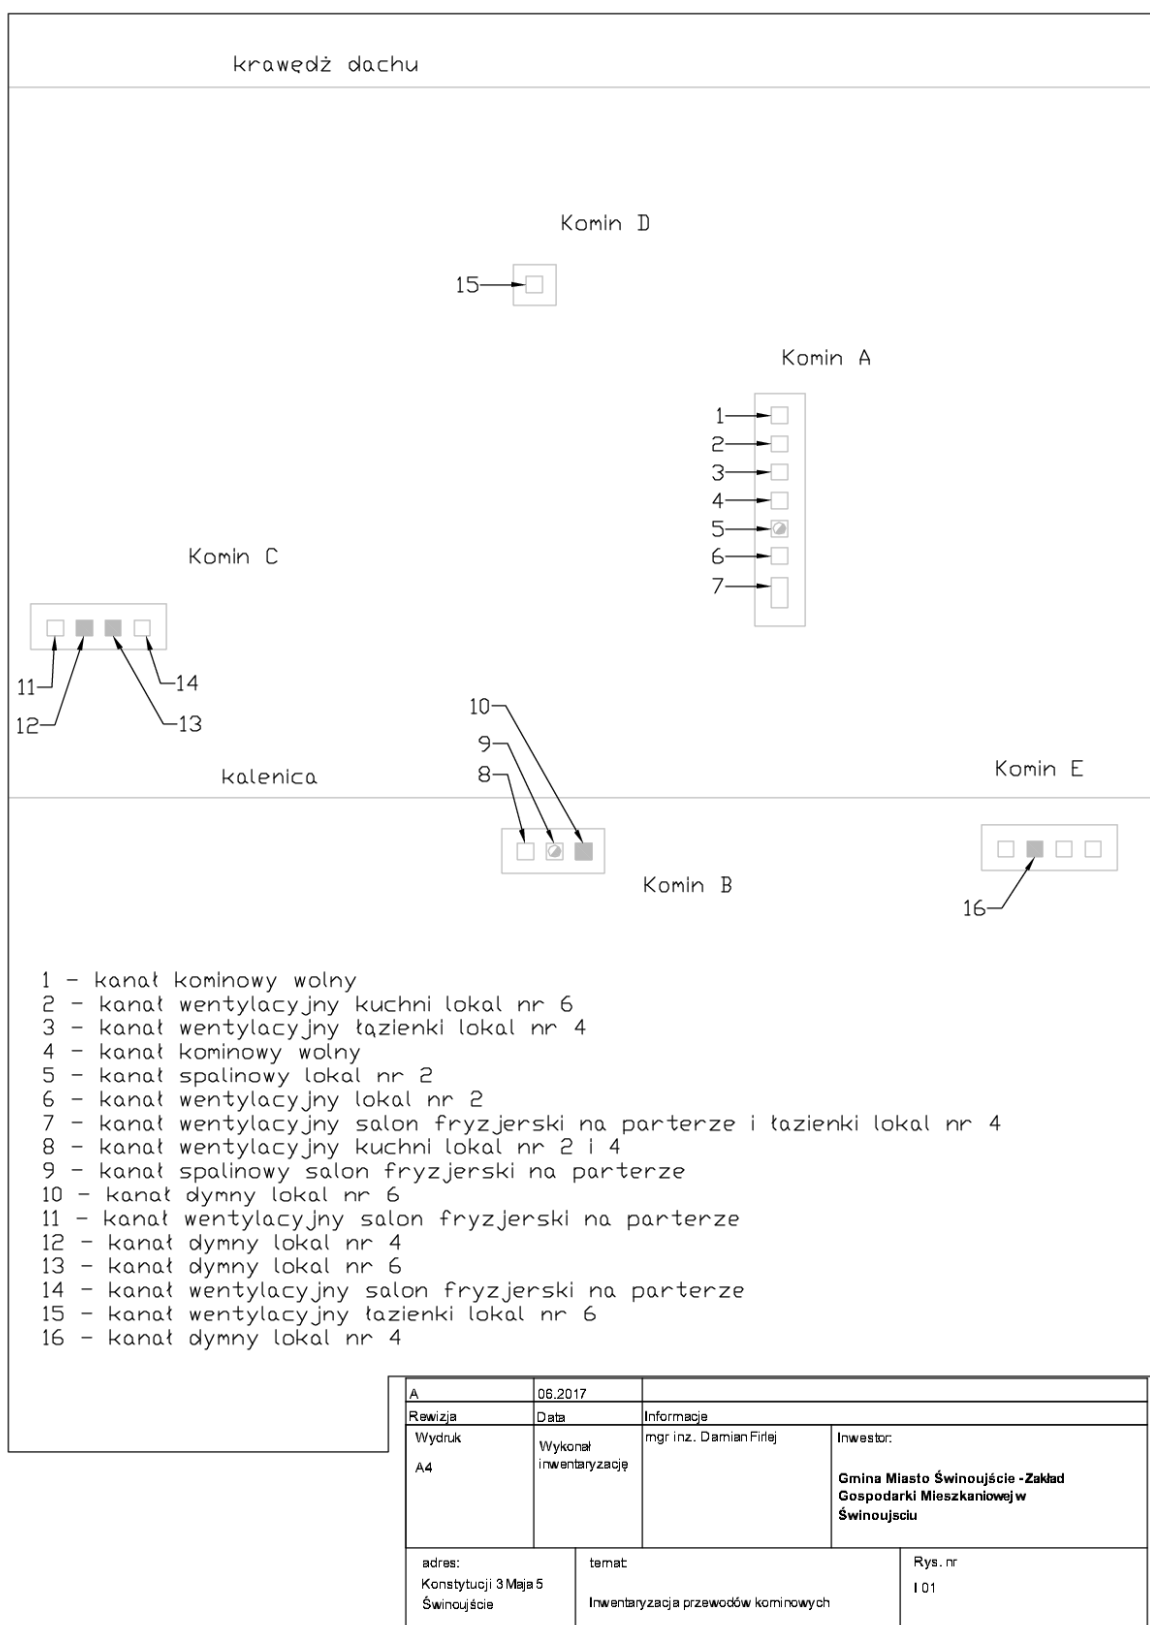 krawędż dachu
Komin D
15
Komin A
1
2
3
4
5
6
7
Komin C
11
12
14
13
10
9
8
kalenica
Komin E
Komin B
16
1 - kanał kominowy wolny
2 - kanał wentylacyjny kuchni lokal nr 6
3 - kanał wentylacyjny łązienki lokal nr 4
4 - kanał kominowy wolny
5 - kanał spalinowy lokal nr 2
6 - kanał wentylacyjny lokal nr 2
7 - kanał wentylacyjny salon fryzjerski na parterze i łazienki lokal nr 4
8 - kanał wentylacyjny kuchni lokal nr 2 i 4
9 - kanał spalinowy salon fryzjerski na parterze
10 - kanał dymny lokal nr 6
11 - kanał wentylacyjny salon fryzjerski na parterze
12 - kanał dymny lokal nr 4
13 - kanał dymny lokal nr 6
14 - kanał wentylacyjny salon fryzjerski na parterze
15 - kanał wentylacyjny łazienki lokal nr 6
16 - kanał dymny lokal nr 4
A 06.2017
Rewizja Data Informacje
Wydruk
A4
Wykonał
inwentaryzację
mgr inz. Damian Firlej
Inwestor:
Gmina Miasto Świnoujście - Zakład
Gospodarki Mieszkaniowej w
Świnoujsciu
adres:
Konstytucji 3 Maja 5
Świnoujście
temat:
Inwentaryzacja przewodów kominowych
Rys. nr
I 01